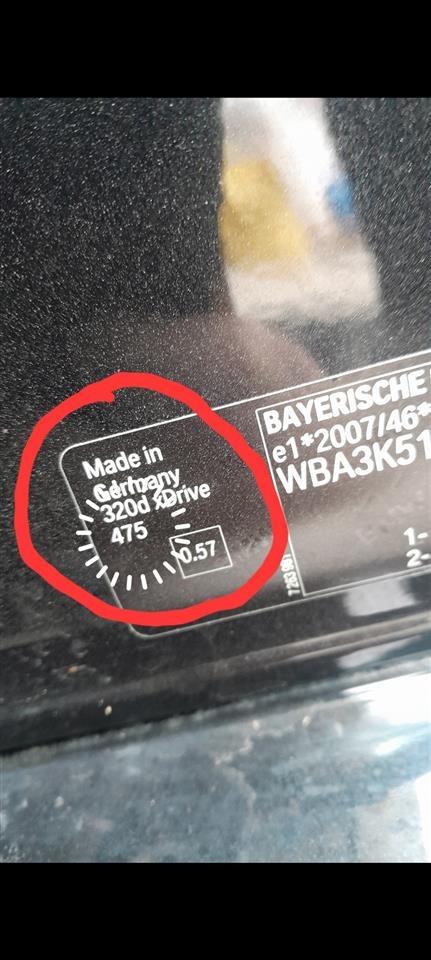 Made in
Germany
320d xDrive
475
0.57
BAYERISCHE
e1*2007/46*
WBA3K51
1-
2-